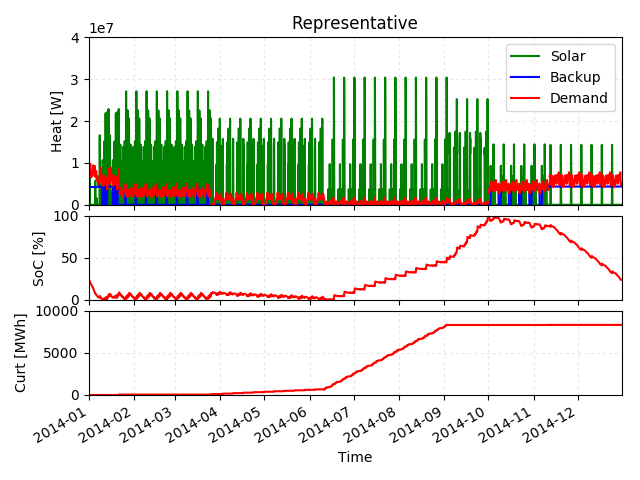 Representative
1e7
4
3
2
1
0
Heat [W]
Solar
Backup
Demand
100
50
0
SoC [%]
10000
5000
0
Curt [MWh]
2014-01
2014-02
2014-03
2014-04
2014-05
2014-06
2014-07
2014-08
2014-09
2014-10
2014-11
2014-12
Time